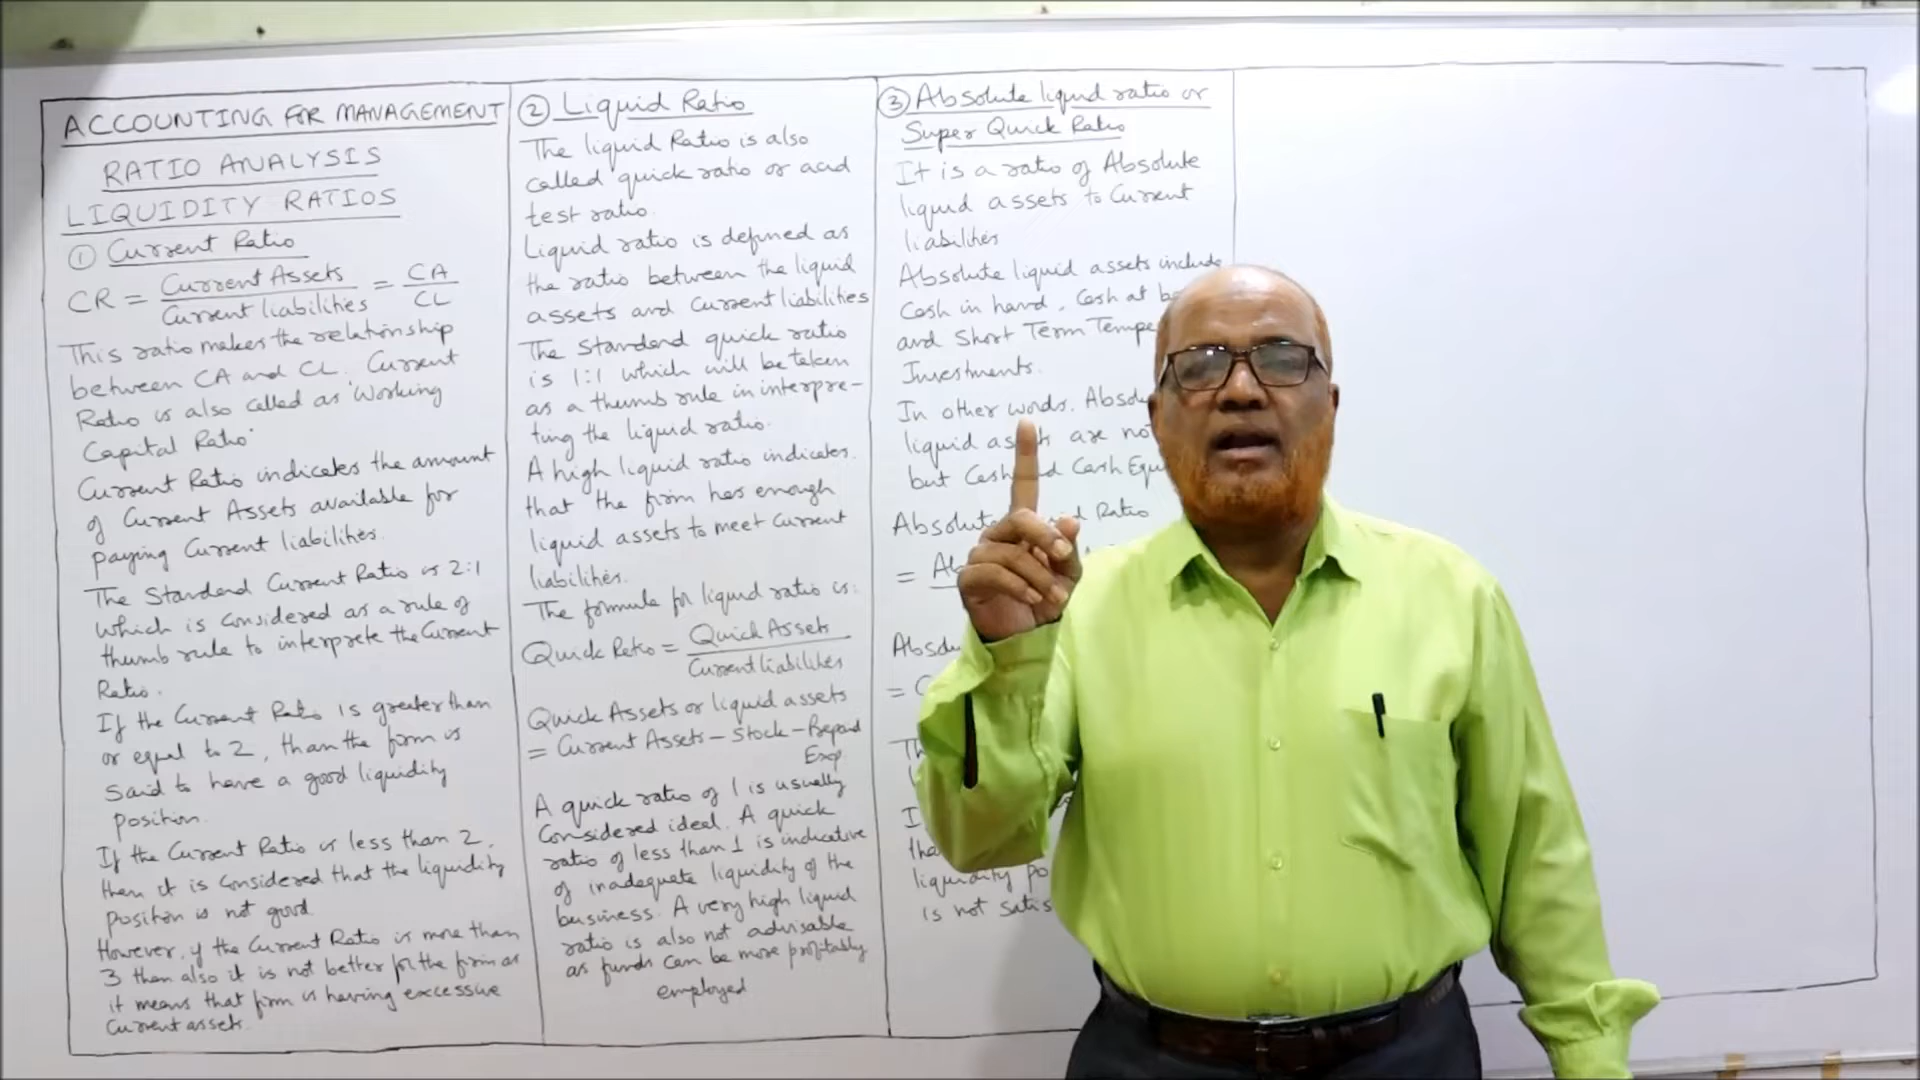 ACCOUNTING FOR MANAGEMENT
RATIO ANALYSIS
LIQUIDITY RATIOS
① Current Ratio
CR = Current Assets / Current liabilities = CA / CL
This ratio makes the relationship
between CA and CL. Current
Ratio is also called as 'Working
Capital Ratio'
Current Ratio indicates the amount
of Current Assets available for
paying Current liabilities.
The Standard Current Ratio is 2:1
which is considered as a rule of
thumb rule to interprete the Current
Ratio.
If the Current Ratio is greater than
or equal to 2, than the firm is
said to have a good liquidity
position.
If the Current Ratio is less than 2,
then it is considered that the liquidity
position is not good
However, if the Current Ratio is more than
3 then also it is not better for the firm as
it means that firm is having excessive
Current assets.
② Liquid Ratio
The liquid Ratio is also
called quick ratio or acid
test ratio.
Liquid ratio is defined as
the ratio between the liquid
assets and Current liabilities
The Standard quick ratio
is 1:1 which will be taken
as a thumb rule in interpre-
ting the liquid ratio.
A high liquid ratio indicates
that the firm has enough
liquid assets to meet Current
liabilities.
The formula for liquid ratio is:
Quick Ratio = Quick Assets / Current liabilities
Quick Assets or liquid assets
= Current Assets - Stock - Prepaid
Exp
A quick ratio of 1 is usually
Considered ideal. A quick
ratio of less than 1 is indicative
of inadequate liquidity of the
business. A very high liquid
ratio is also not advisable
as funds can be more profitably
employed
③ Absolute liquid ratio or
Super Quick Ratio
It is a ratio of Absolute
liquid assets to Current
liabilities
Absolute liquid assets include
Cash in hand, Cash at
and Short Term
Investments.
In other words, Absolu
liquid are not
but Cash Cash
Absolute Ratio
=
=
liquidity
is not